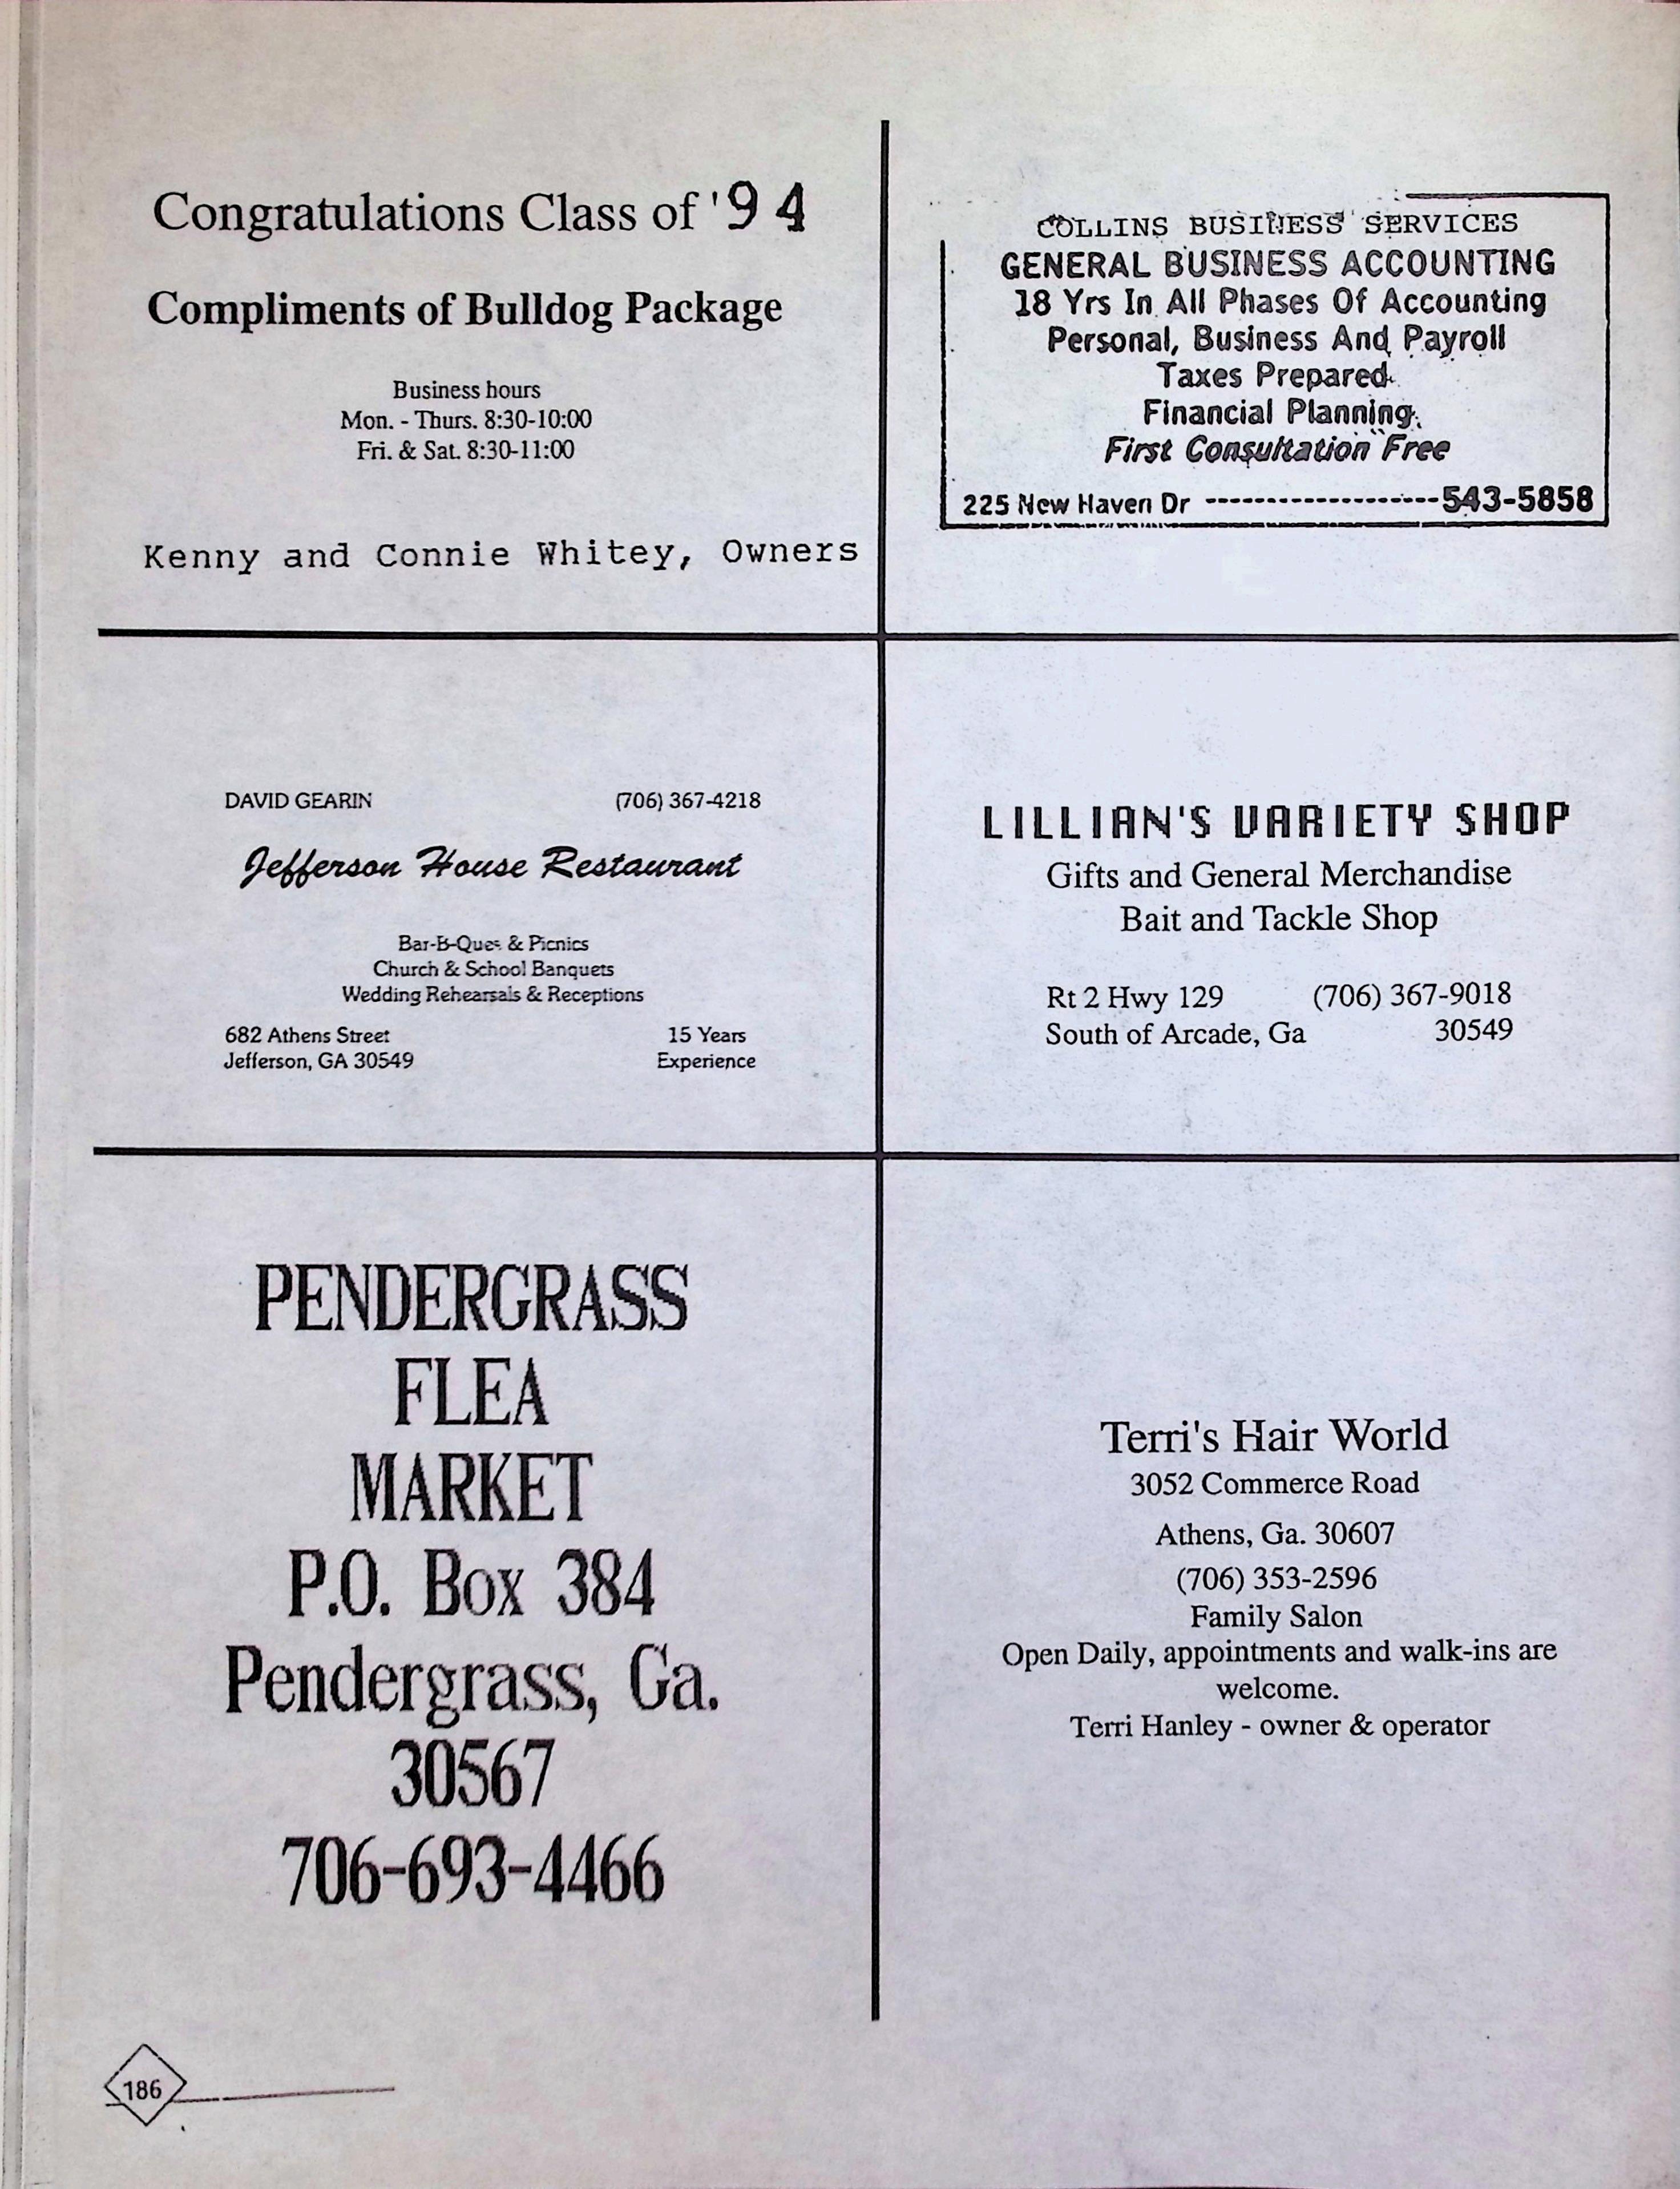 Congratulations Class of '94
Compliments of Bulldog Package
Business hours
Mon. - Thurs. 8:30-10:00
Fri. & Sat. 8:30-11:00
Kenny and Connie Whitey, Owners
COLLINS BUSINESS SERVICES
GENERAL BUSINESS ACCOUNTING
18 Yrs In All Phases Of Accounting
Personal, Business And Payroll
Taxes Prepared
Financial Planning
First Consultation Free
225 New Haven Dr -------------------543-5858
DAVID GEARIN (706) 367-4218
Jefferson House Restaurant
Bar-B-Ques & Picnics
Church & School Banquets
Wedding Rehearsals & Receptions
682 Athens Street 15 Years
Jefferson, GA 30549 Experience
LILLIAN'S VARIETY SHOP
Gifts and General Merchandise
Bait and Tackle Shop
Rt 2 Hwy 129 (706) 367-9018
South of Arcade, Ga 30549
PENDERGRASS
FLEA
MARKET
P.O. Box 384
Pendergrass, Ga.
30567
706-693-4466
Terri's Hair World
3052 Commerce Road
Athens, Ga. 30607
(706) 353-2596
Family Salon
Open Daily, appointments and walk-ins are
welcome.
Terri Hanley - owner & operator
186